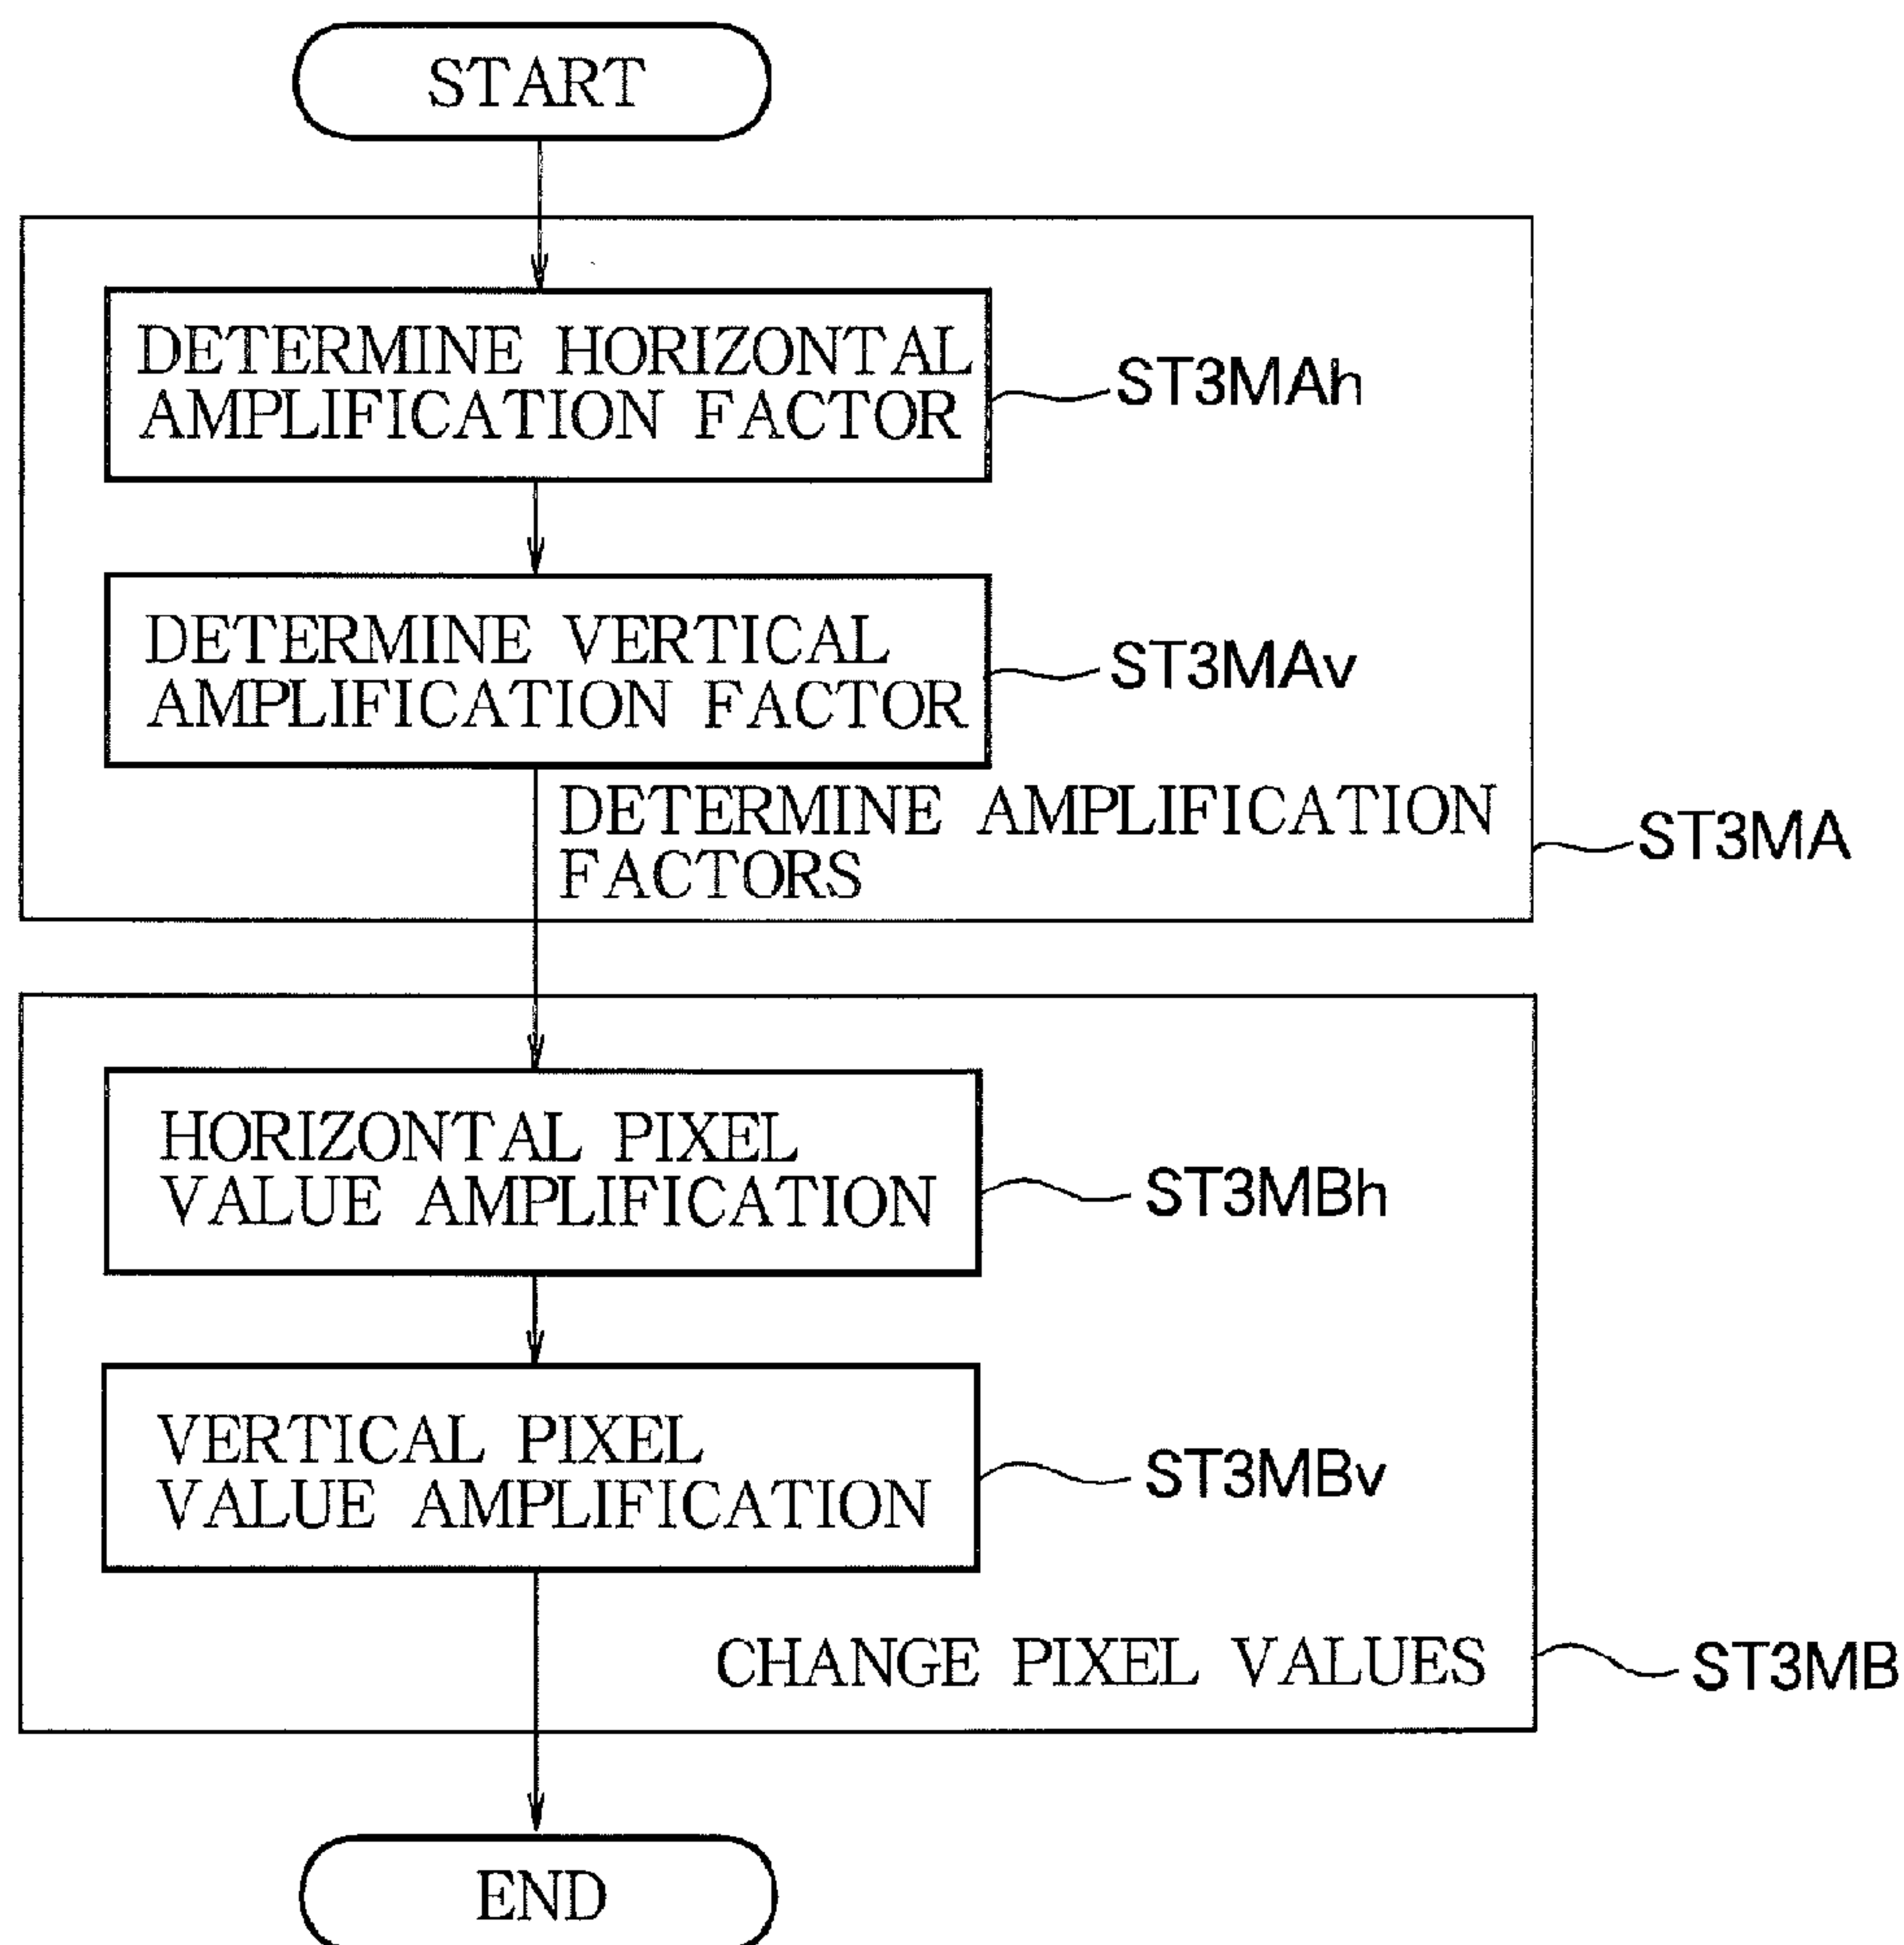 START
DETERMINE HORIZONTAL
AMPLIFICATION FACTOR
ST3MAh
DETERMINE VERTICAL
AMPLIFICATION FACTOR
ST3MAv
DETERMINE AMPLIFICATION
FACTORS
ST3MA
HORIZONTAL PIXEL
VALUE AMPLIFICATION
ST3MBh
VERTICAL PIXEL
VALUE AMPLIFICATION
ST3MBv
CHANGE PIXEL VALUES
ST3MB
END